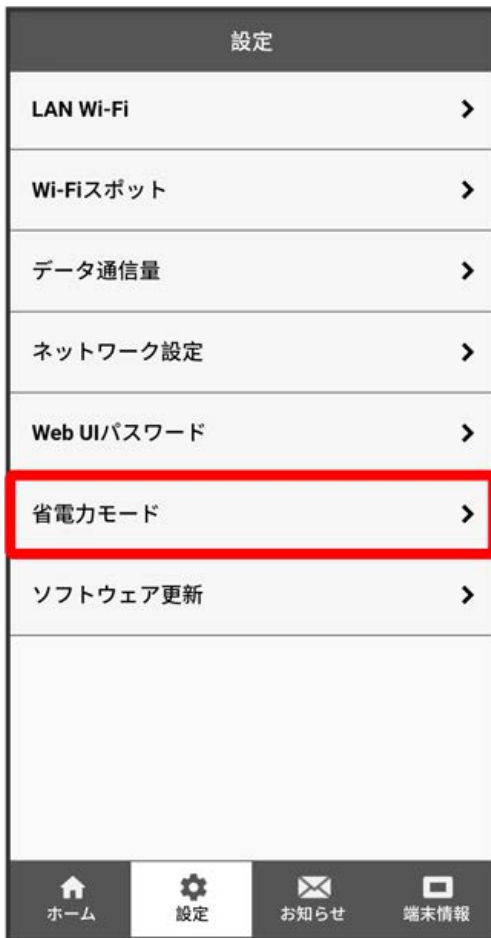 設定
LAN Wi-Fi
Wi-Fiスポット
データ通信量
ネットワーク設定
Web UIパスワード
省電力モード
ソフトウェア更新
ホーム
設定
お知らせ
端末情報